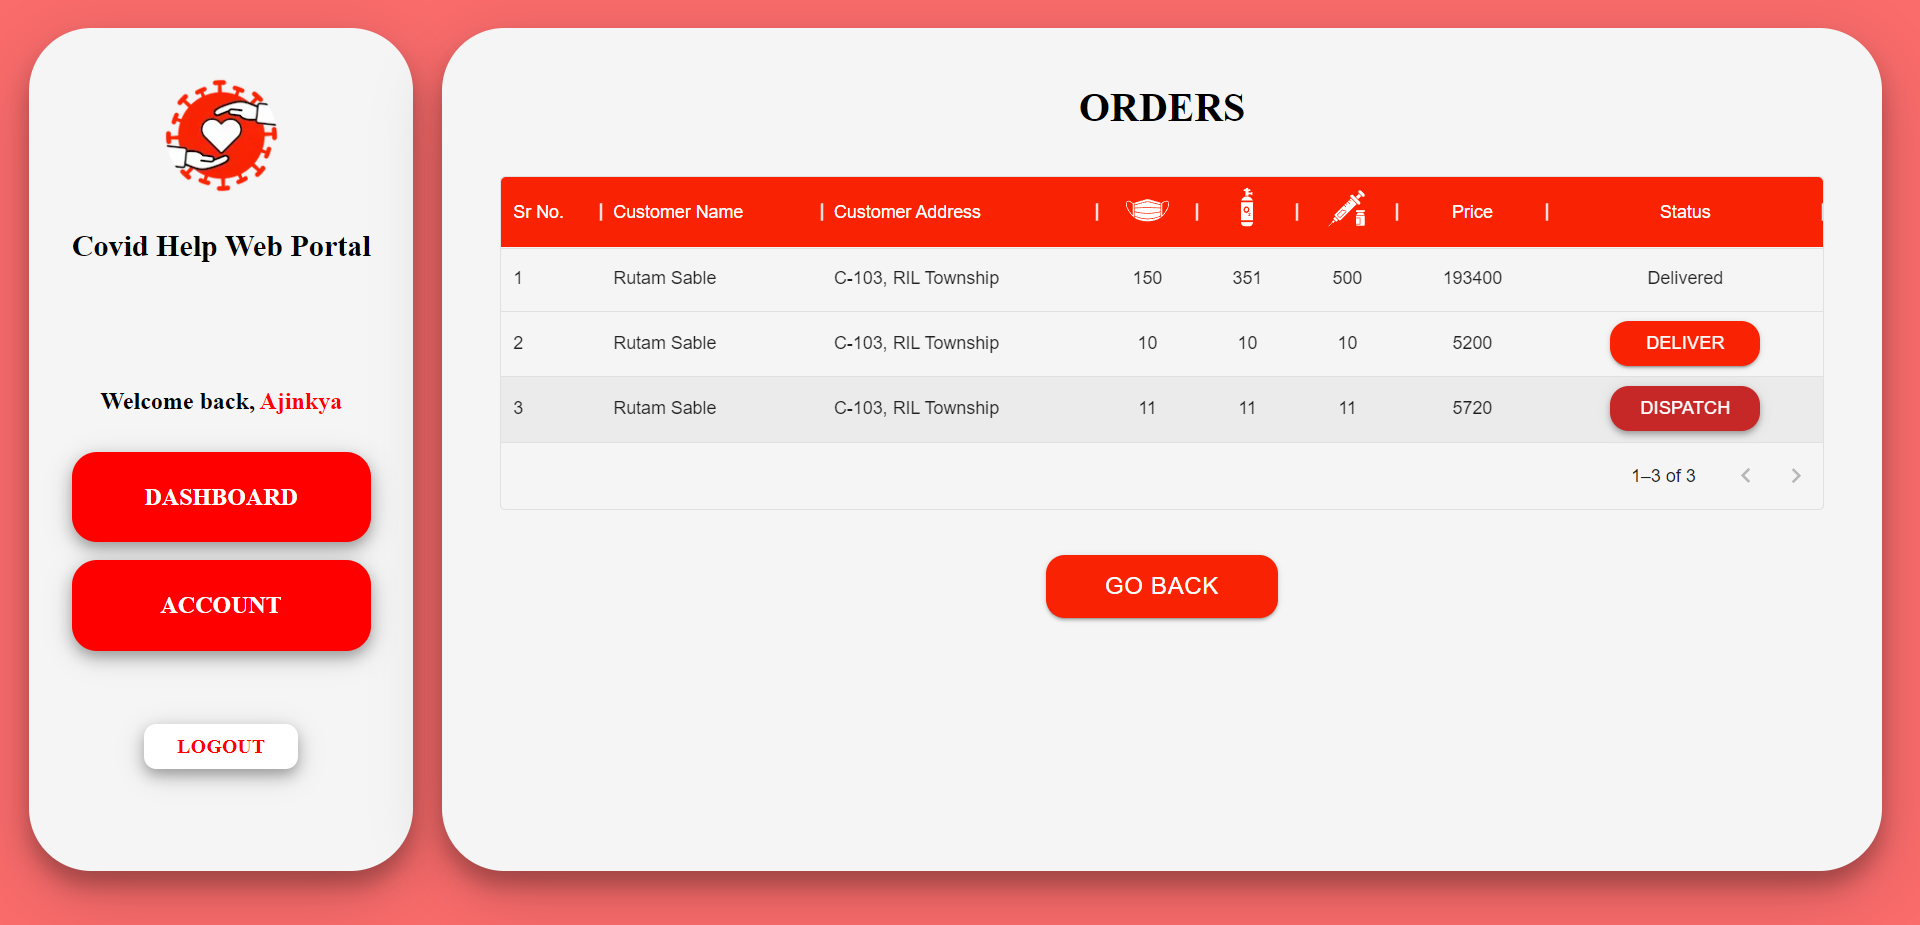 Covid Help Web Portal
Welcome back, Ajinkya
DASHBOARD
ACCOUNT
LOGOUT
ORDERS
Sr No. Customer Name Customer Address Price Status
1 Rutam Sable C-103, RIL Township 150 351 500 193400 Delivered
2 Rutam Sable C-103, RIL Township 10 10 10 5200 DELIVER
3 Rutam Sable C-103, RIL Township 11 11 11 5720 DISPATCH
1–3 of 3
GO BACK